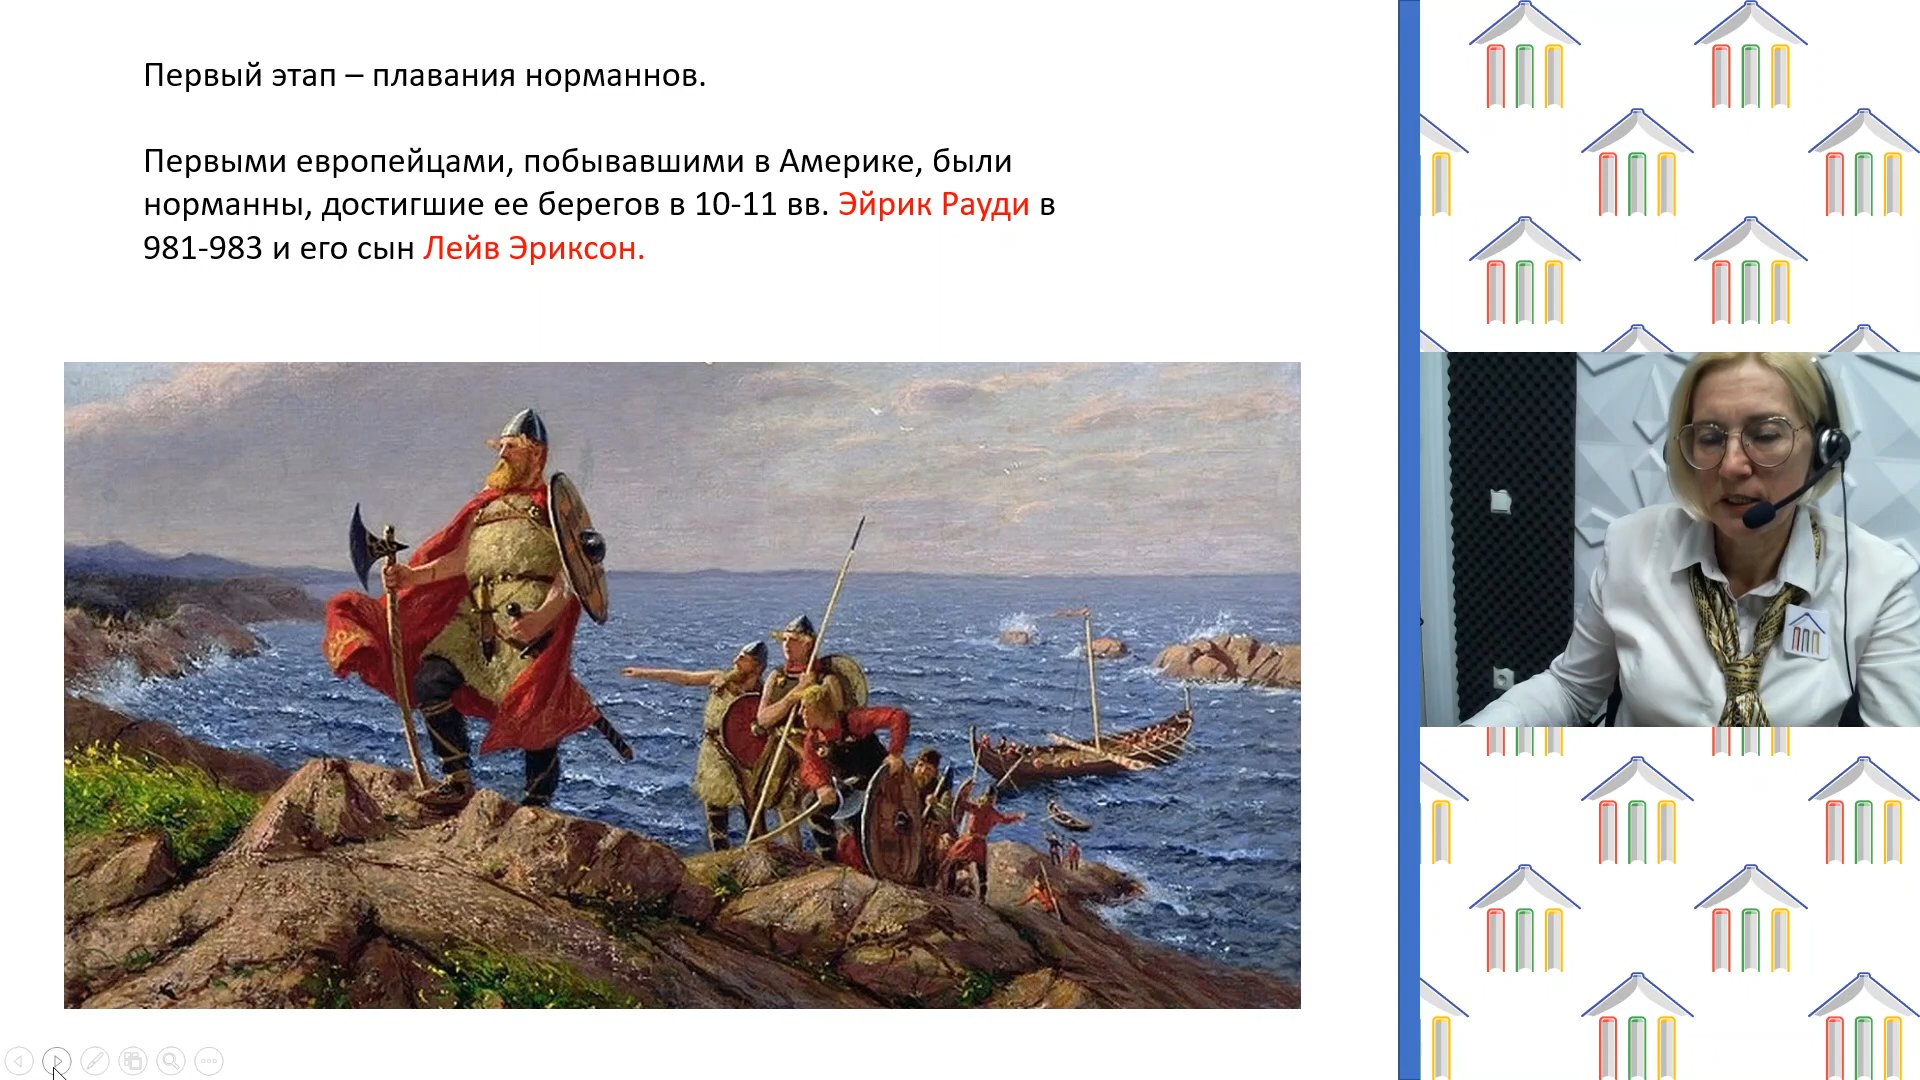 Первый этап – плавания норманнов.
Первыми европейцами, побывавшими в Америке, были
норманны, достигшие ее берегов в 10-11 вв. Эйрик Рауди в
981-983 и его сын Лейв Эриксон.